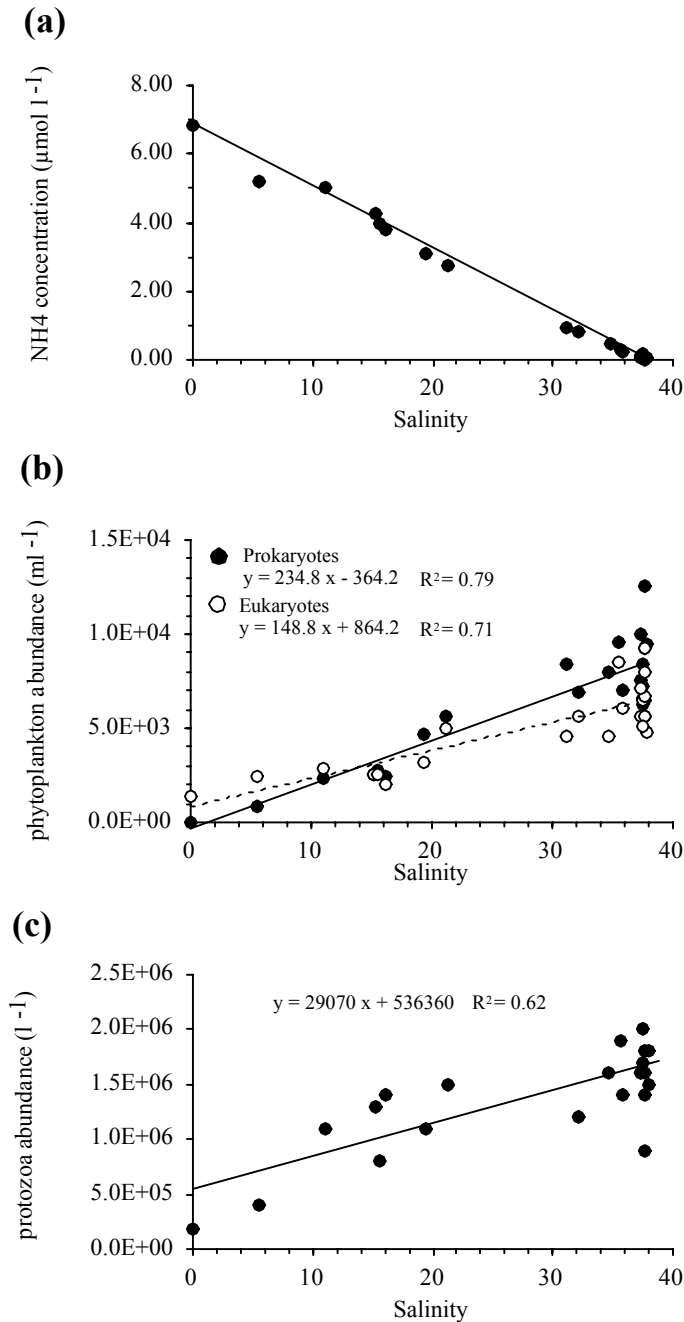 (a)
NH4 concentration (µmol l -1)
8.00
6.00
4.00
2.00
0.00
0 10 20 30 40
Salinity
(b)
phytoplankton abundance (ml -1)
1.5E+04
1.0E+04
5.0E+03
0.0E+00
Prokaryotes
y = 234.8 x - 364.2 R2 = 0.79
Eukaryotes
y = 148.8 x + 864.2 R2 = 0.71
0 10 20 30 40
Salinity
(c)
protozoa abundance (l -1)
2.5E+06
2.0E+06
1.5E+06
1.0E+06
5.0E+05
0.0E+00
y = 29070 x + 536360 R2 = 0.62
0 10 20 30 40
Salinity